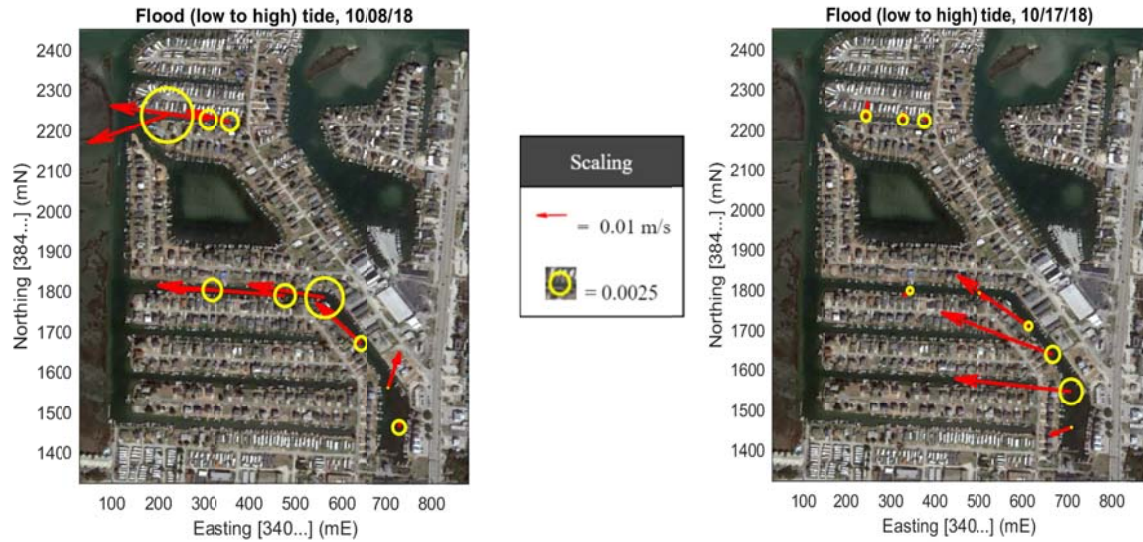 Flood (low to high) tide, 10/08/18
Northing [384...] (mN)
2400
2300
2200
2100
2000
1900
1800
1700
1600
1500
1400
100 200 300 400 500 600 700 800
Easting [340...] (mE)
Scaling
= 0.01 m/s
= 0.0025
Flood (low to high) tide, 10/17/18)
Northing [384...] (mN)
2400
2300
2200
2100
2000
1900
1800
1700
1600
1500
1400
100 200 300 400 500 600 700 800
Easting [340...] (mE)